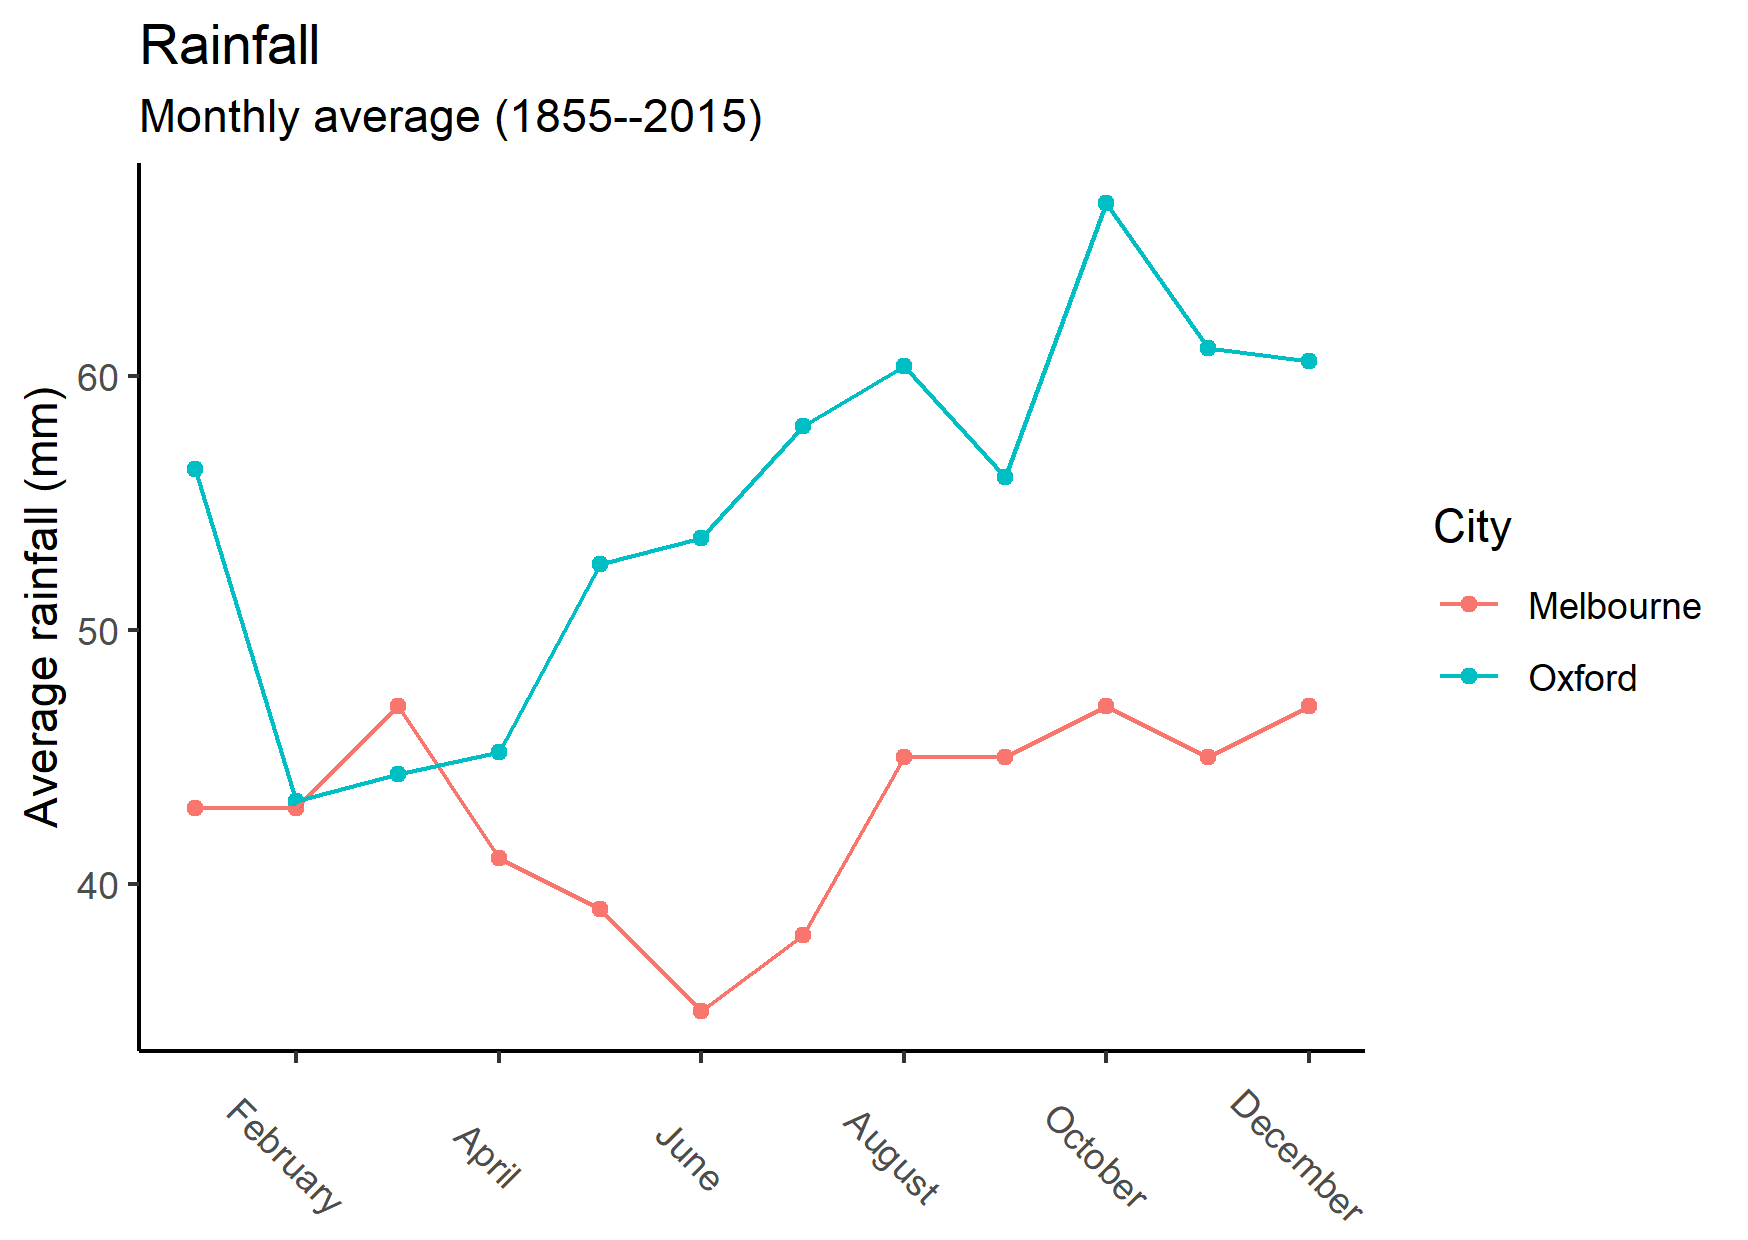 Rainfall
Monthly average (1855--2015)
Average rainfall (mm)
60
50
40
February
April
June
August
October
December
City
Melbourne
Oxford